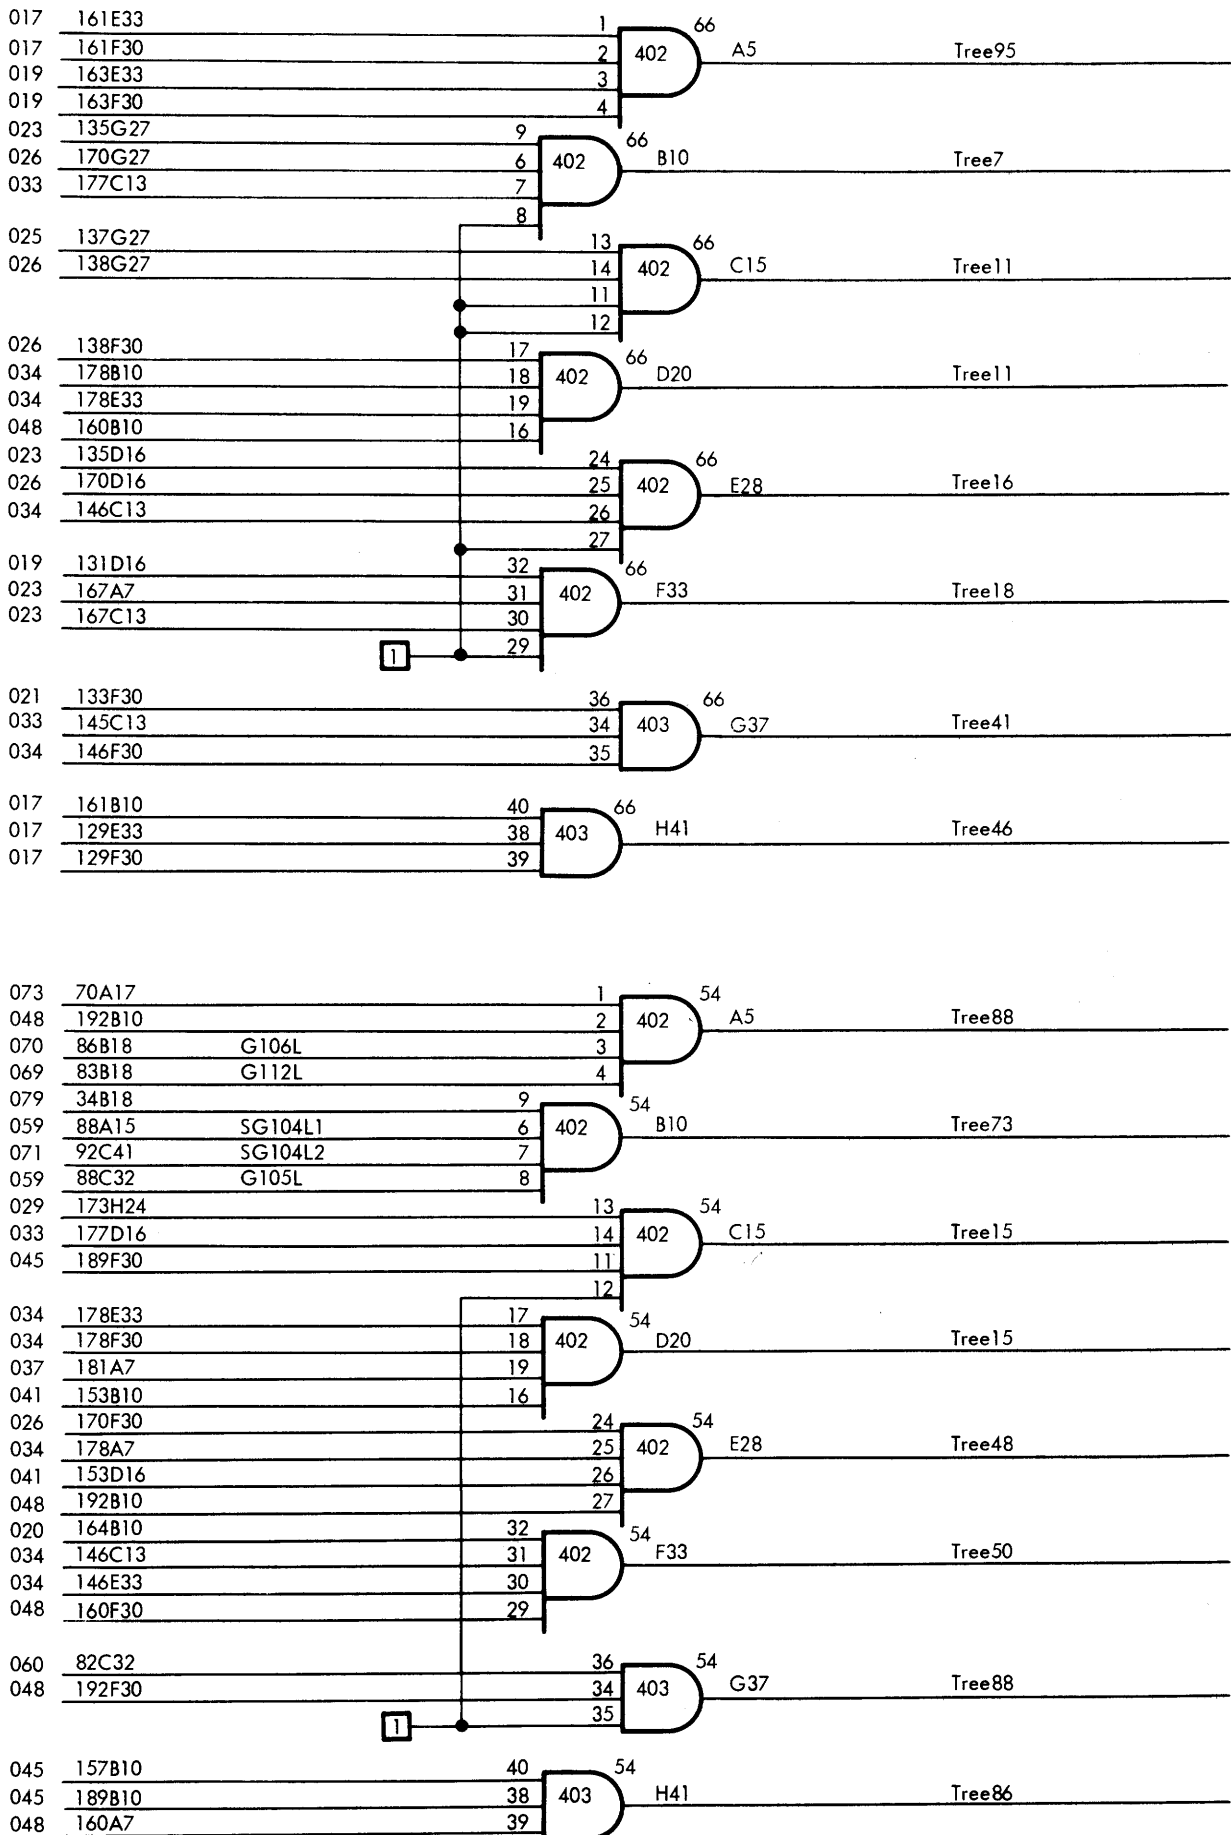 017 161E33 1 66
017 161F30 2 402 A5 Tree95
019 163E33 3
019 163F30 4
023 135G27 9 66
026 170G27 6 402 B10 Tree7
033 177C13 7
8
025 137G27 13 66
026 138G27 14 402 C15 Tree11
11
12
026 138F30 17 66
034 178B10 18 402 D20 Tree11
034 178E33 19
048 160B10 16
023 135D16 24 66
026 170D16 25 402 E28 Tree16
034 146C13 26
27
019 131D16 32 66
023 167A7 31 402 F33 Tree18
023 167C13 30
1 29
021 133F30 36 66
033 145C13 34 403 G37 Tree41
034 146F30 35
017 161B10 40 66
017 129E33 38 403 H41 Tree46
017 129F30 39
073 70A17 1 54
048 192B10 2 402 A5 Tree88
070 86B18 G106L 3
069 83B18 G112L 4
079 34B18 9 54
059 88A15 SG104L1 6 402 B10 Tree73
071 92C41 SG104L2 7
059 88C32 G105L 8
029 173H24 13 54
033 177D16 14 402 C15 Tree15
045 189F30 11
12
034 178E33 17 54
034 178F30 18 402 D20 Tree15
037 181A7 19
041 153B10 16
026 170F30 24 54
034 178A7 25 402 E28 Tree48
041 153D16 26
048 192B10 27
020 164B10 32 54
034 146C13 31 402 F33 Tree50
034 146E33 30
048 160F30 29
060 82C32 36 54
048 192F30 34 403 G37 Tree88
1 35
045 157B10 40 54
045 189B10 38 403 H41 Tree86
048 160A7 39